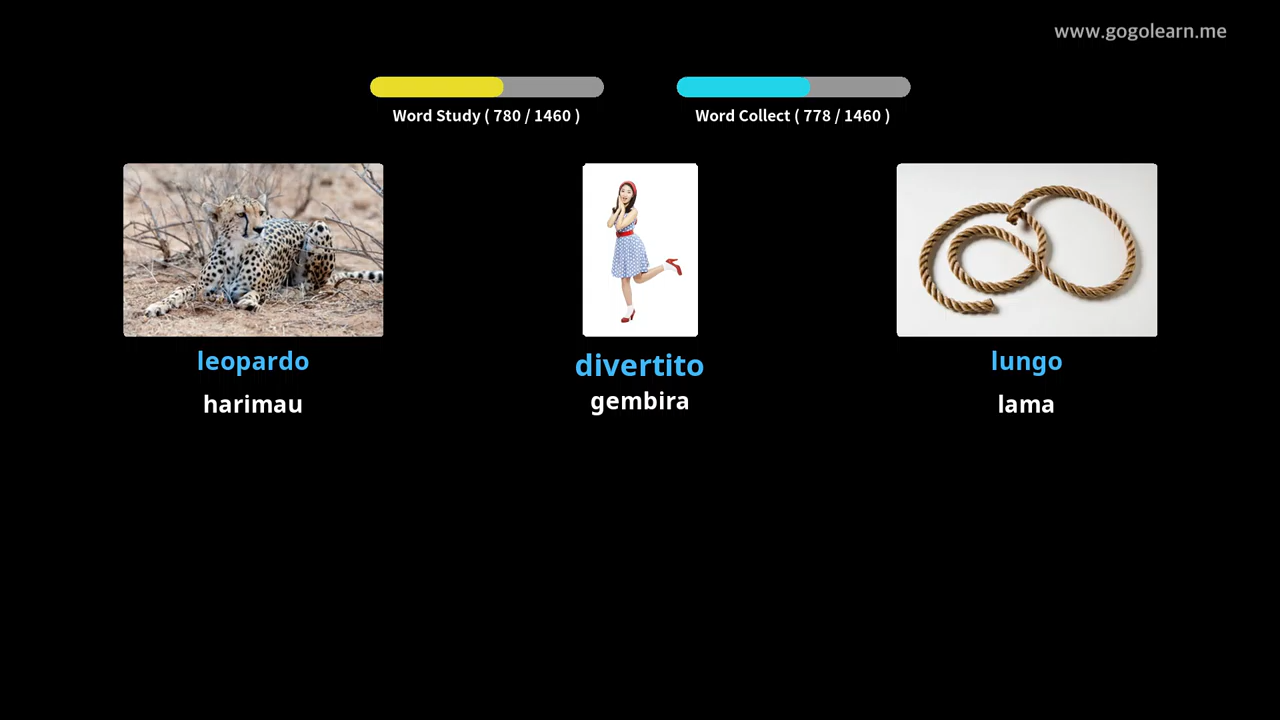 www.gogolearn.me
Word Study ( 780 / 1460 )
Word Collect ( 778 / 1460 )
leopardo
divertito
lungo
harimau
gembira
lama